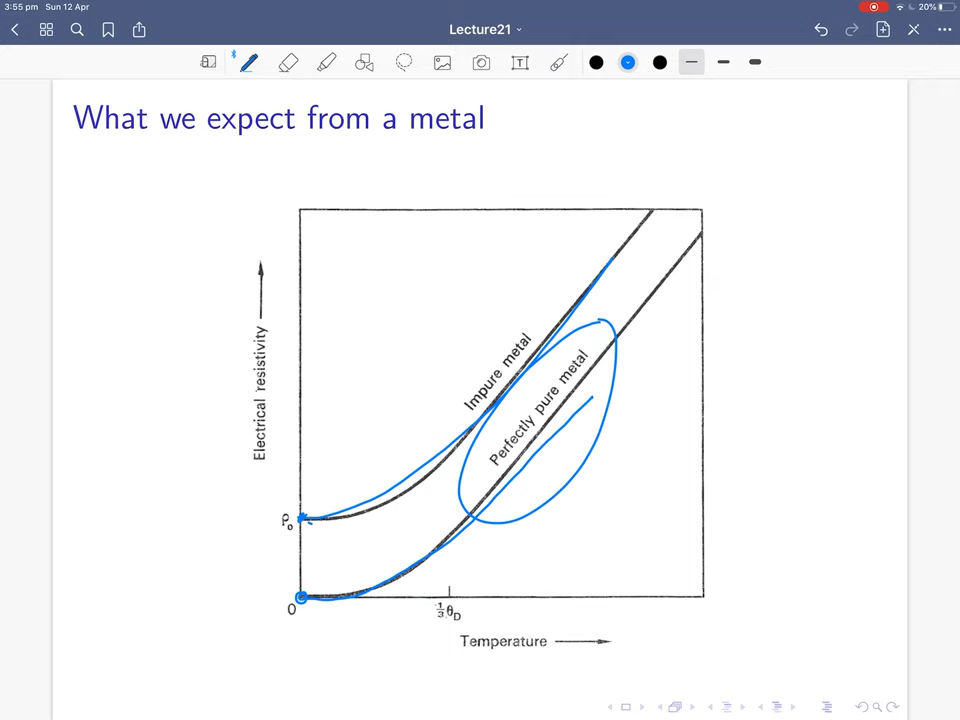 3:55 pm Sun 12 Apr
20%
Lecture21
What we expect from a metal
Electrical resistivity
Impure metal
Perfectly pure metal
ρ₀
0
⅓θ_D
Temperature